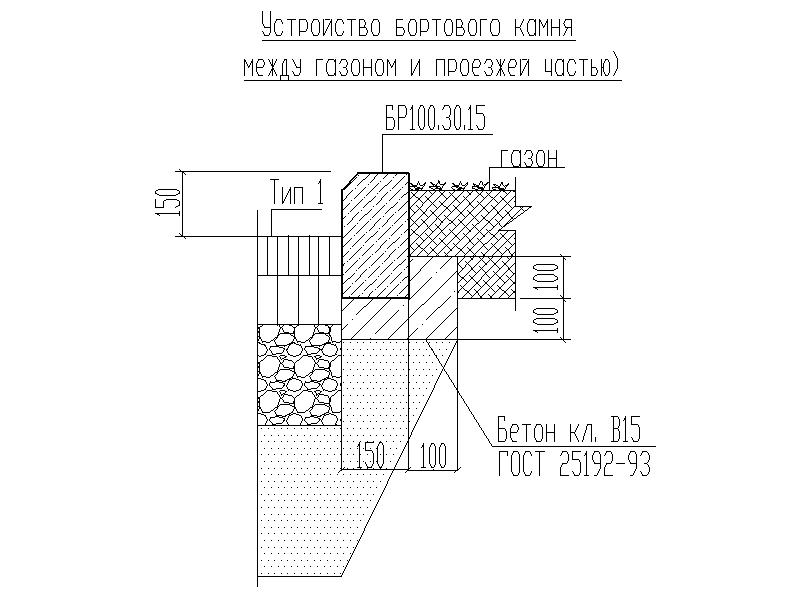 Устройство бортового камня
между газоном и проезжей частью)
БР100.30.15
газон
150
Тип 1
100
100
150
100
Бетон кл. В15
ГОСТ 25192-93